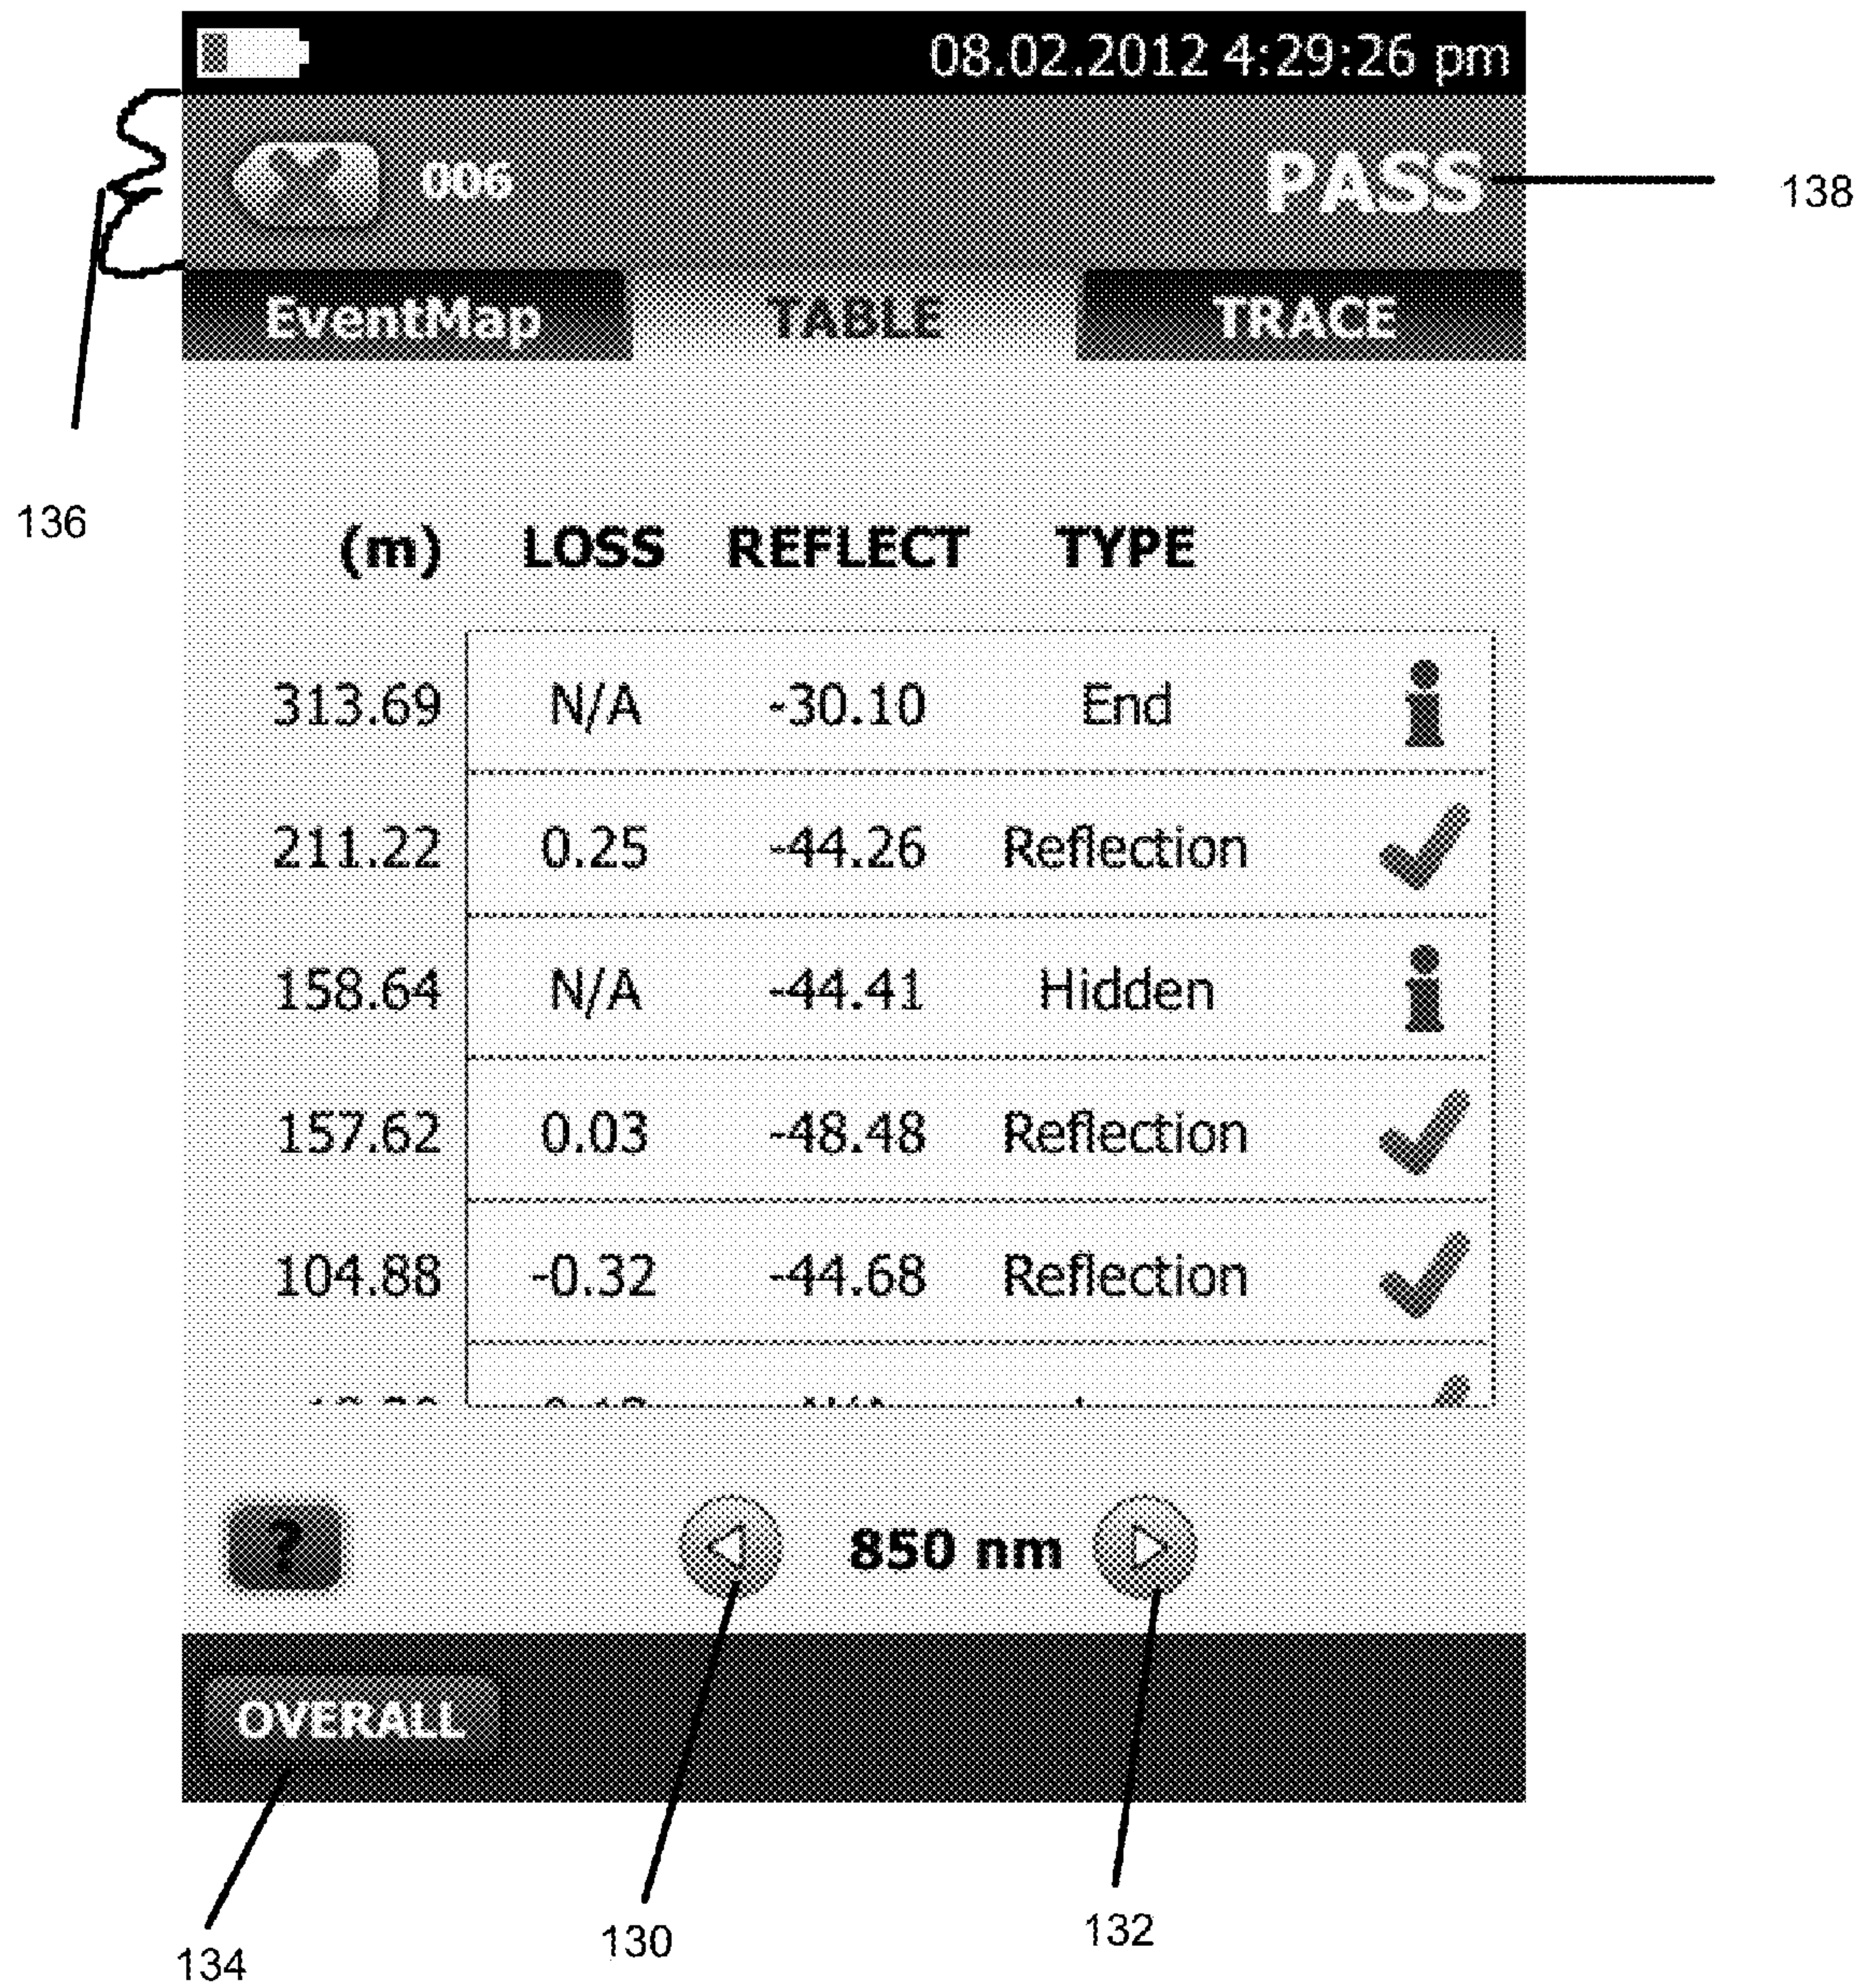 08.02.2012 4:29:26 pm
006 PASS
138
EventMap TABLE TRACE
136
(m) LOSS REFLECT TYPE
313.69 N/A -30.10 End
211.22 0.25 -44.26 Reflection
158.64 N/A -44.41 Hidden
157.62 0.03 -48.48 Reflection
104.88 -0.32 -44.68 Reflection
? 850 nm
OVERALL
134 130 132